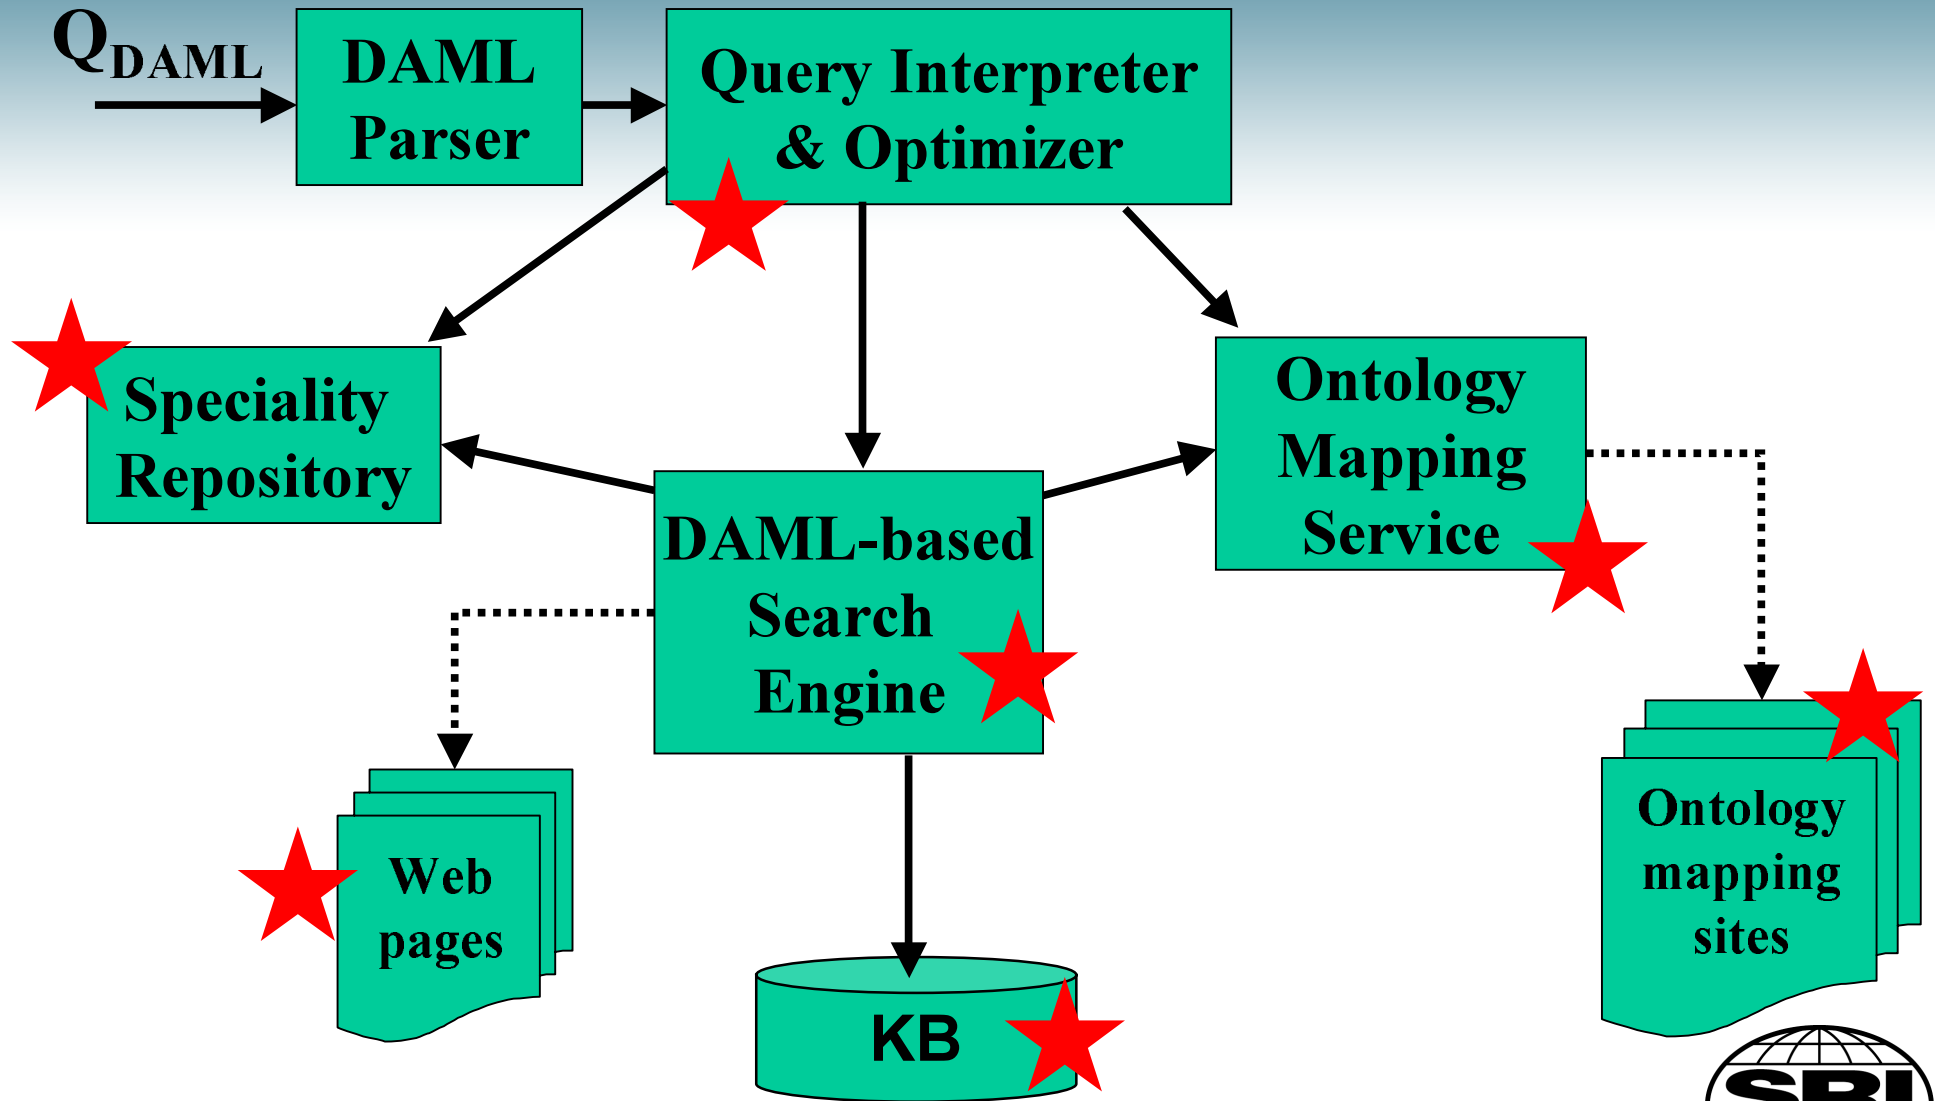 QDAML
DAML
Parser
Query Interpreter
& Optimizer
Speciality
Repository
Ontology
Mapping
Service
DAML-based
Search
Engine
Web
pages
Ontology
mapping
sites
KB